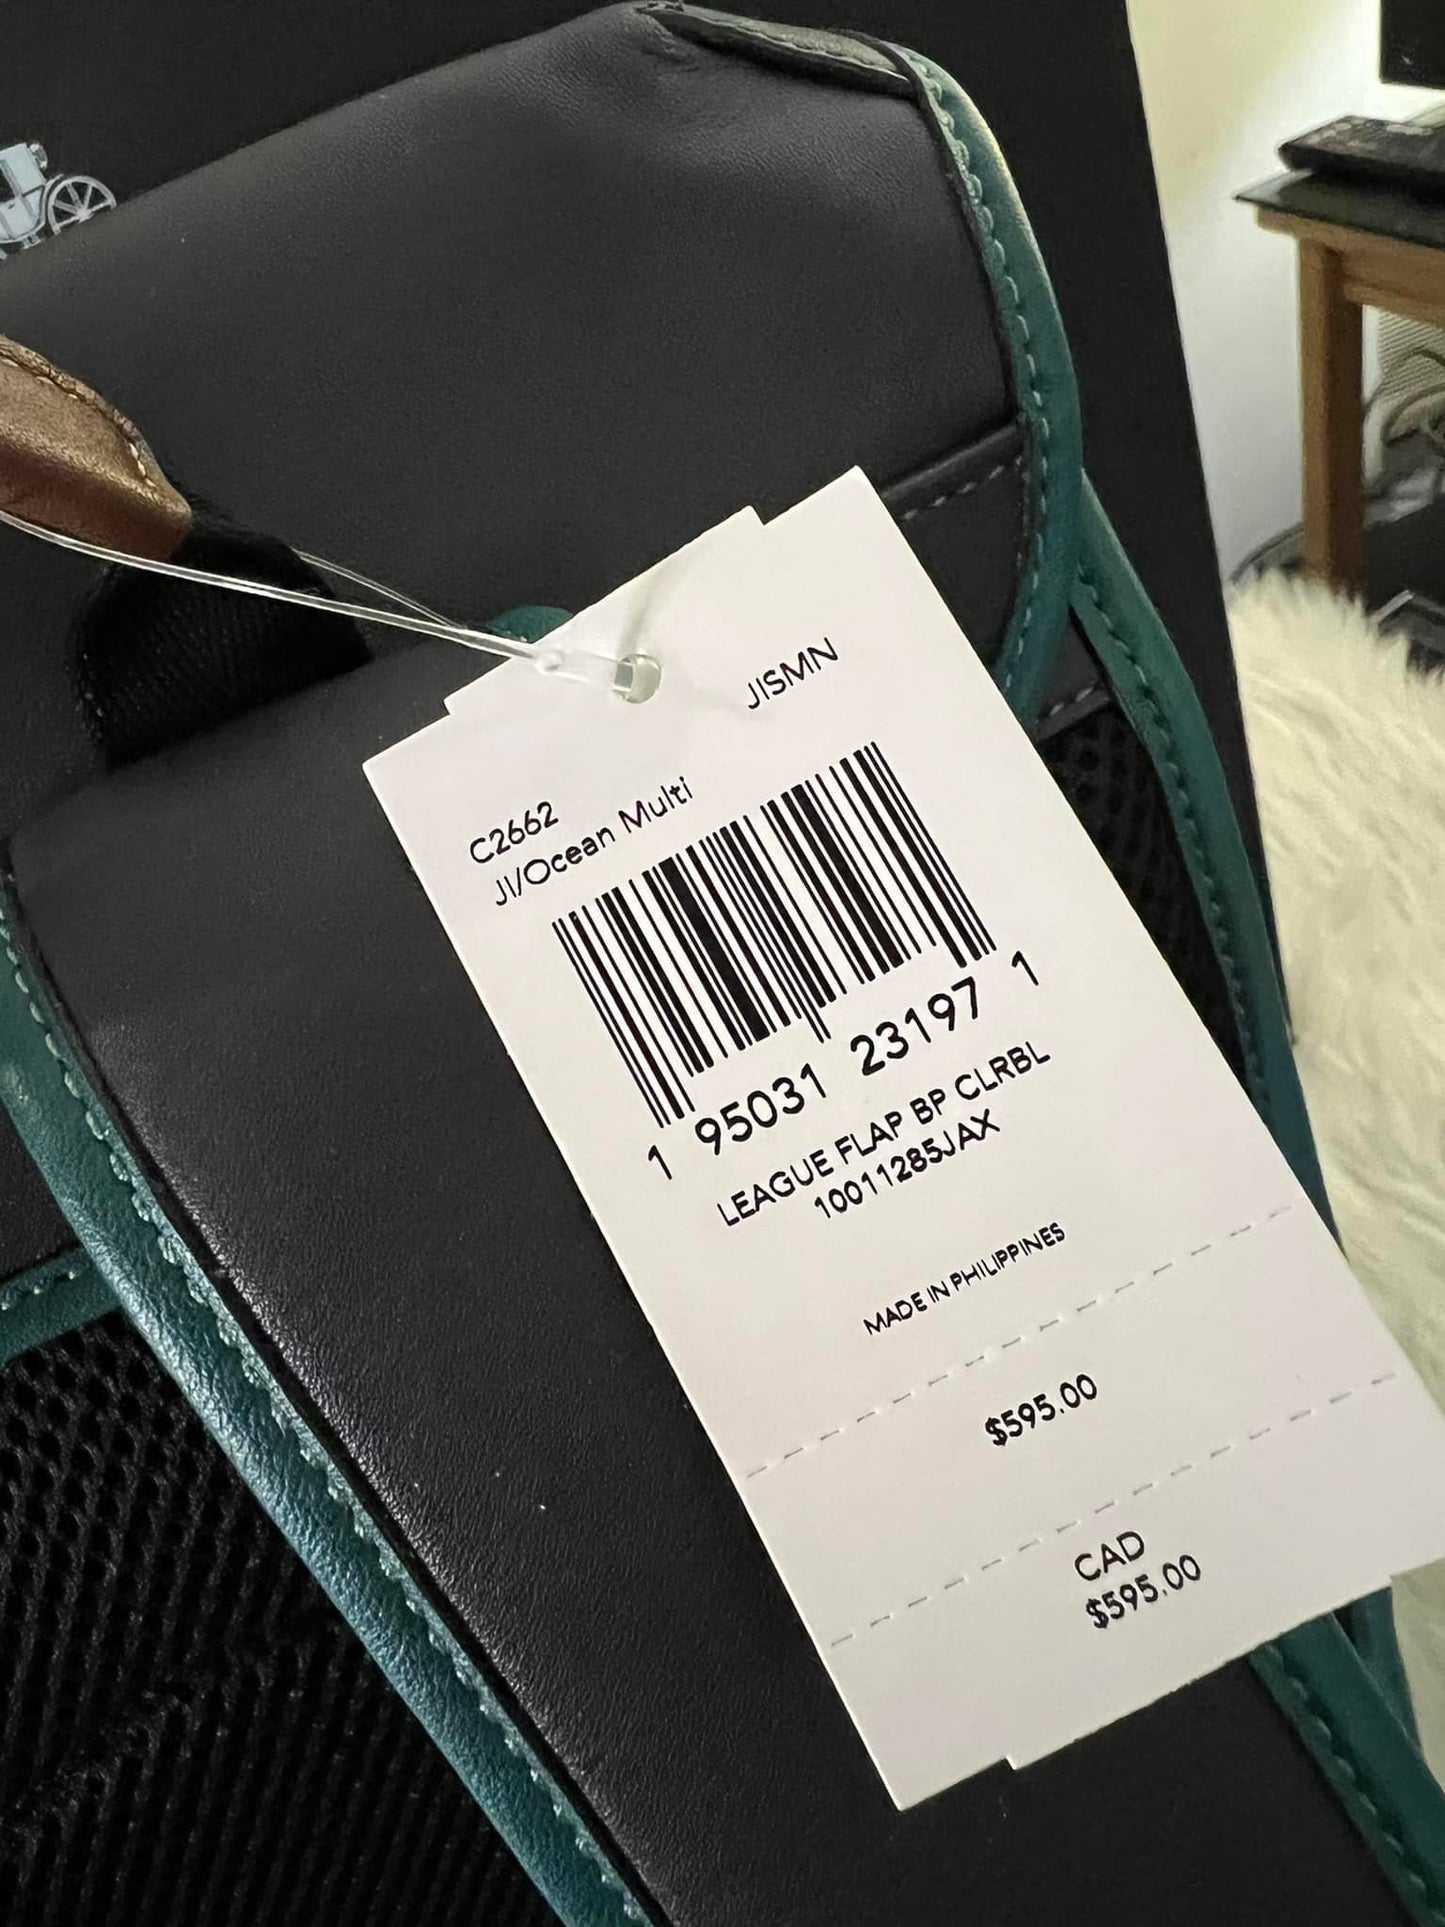 JISMN
C2662
JI/Ocean Multi
1 95031 23197 1
LEAGUE FLAP BP CLRBL
10011285JAX
MADE IN PHILIPPINES
$595.00
CAD
$595.00